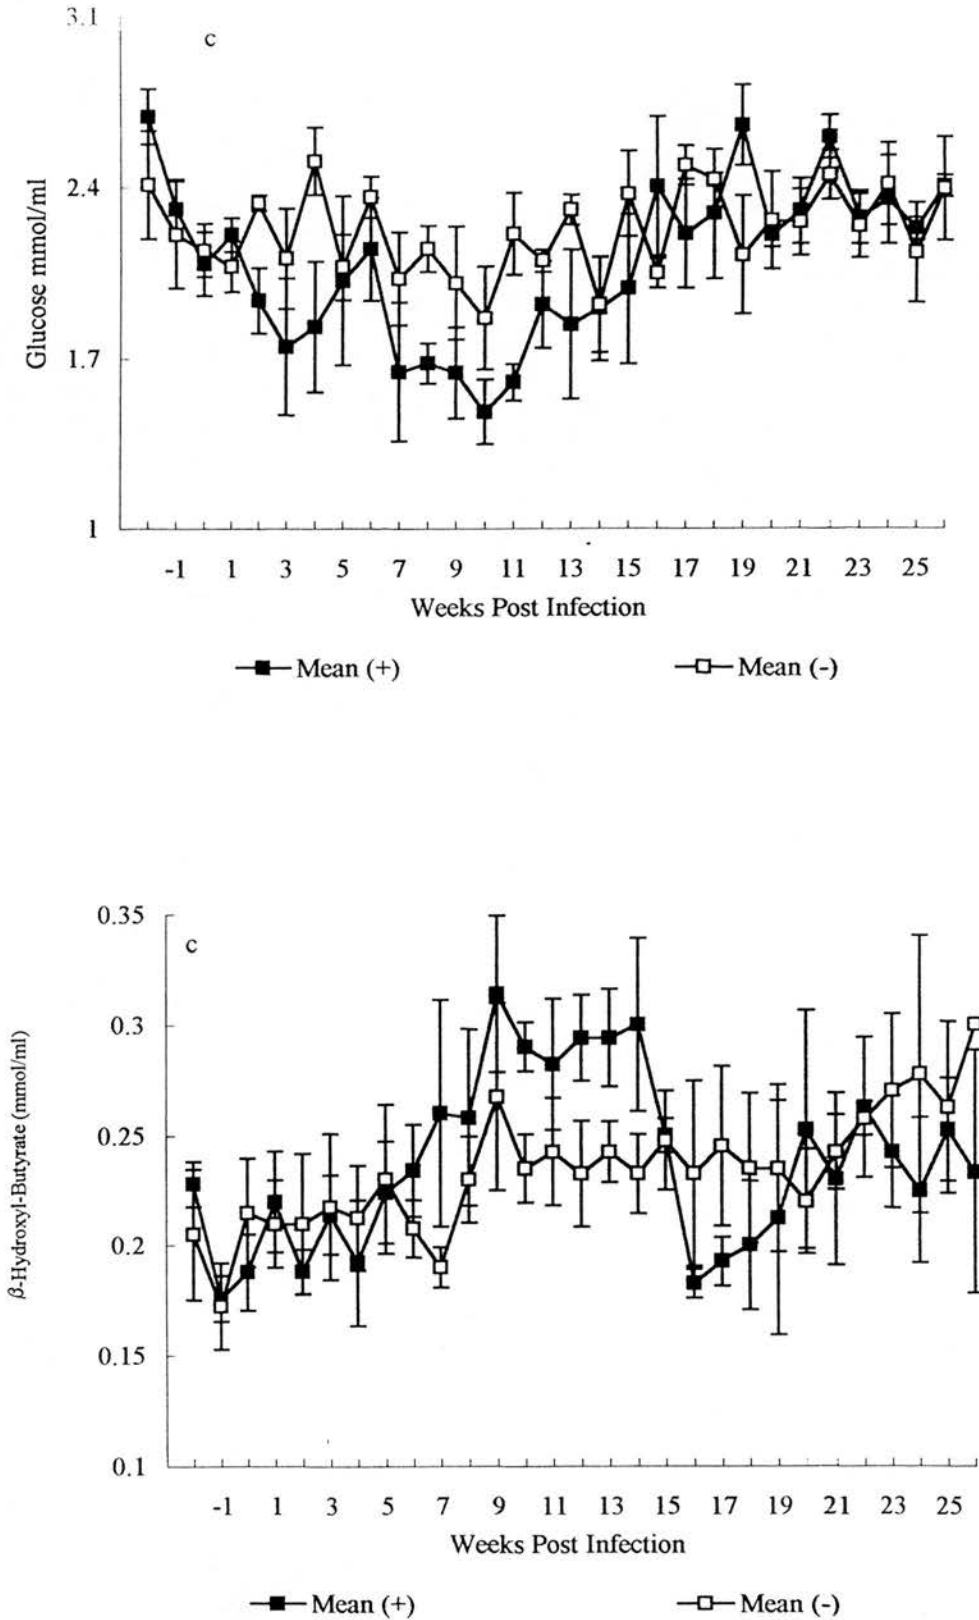 3.1
c
2.4
1.7
1
Glucose mmol/ml
-1 1 3 5 7 9 11 13 15 17 19 21 23 25
Weeks Post Infection
Mean (+) Mean (-)
0.35
c
0.3
0.25
0.2
0.15
0.1
β-Hydroxyl-Butyrate (mmol/ml)
-1 1 3 5 7 9 11 13 15 17 19 21 23 25
Weeks Post Infection
Mean (+) Mean (-)